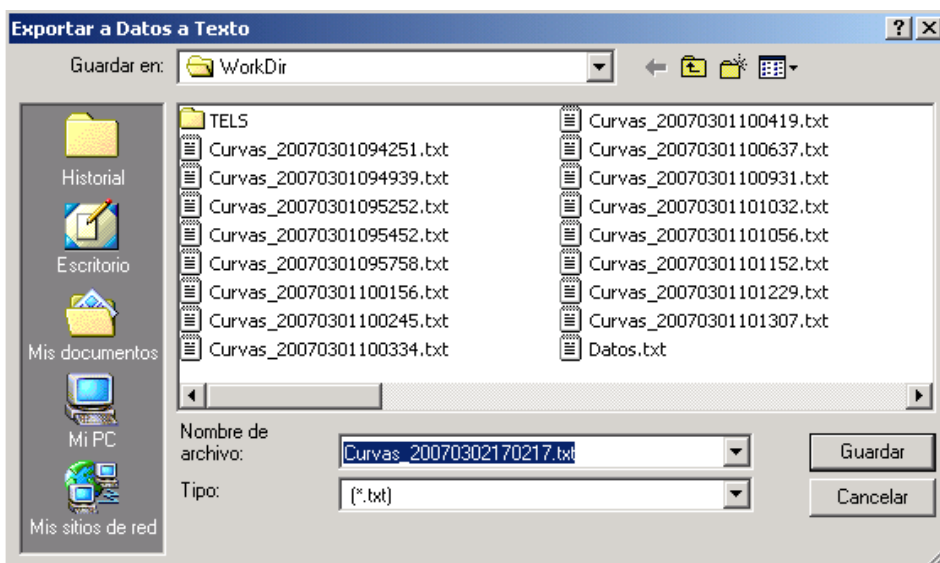 Exportar a Datos a Texto
Guardar en: WorkDir
Historial
Escritorio
Mis documentos
Mi PC
Mis sitios de red
TELS
Curvas_20070301094251.txt
Curvas_20070301094939.txt
Curvas_20070301095252.txt
Curvas_20070301095452.txt
Curvas_20070301095758.txt
Curvas_20070301100156.txt
Curvas_20070301100245.txt
Curvas_20070301100334.txt
Curvas_20070301100419.txt
Curvas_20070301100637.txt
Curvas_20070301100931.txt
Curvas_20070301101032.txt
Curvas_20070301101056.txt
Curvas_20070301101152.txt
Curvas_20070301101229.txt
Curvas_20070301101307.txt
Datos.txt
Nombre de
archivo:
Curvas_20070302170217.txt
Guardar
Tipo: (*.txt)
Cancelar